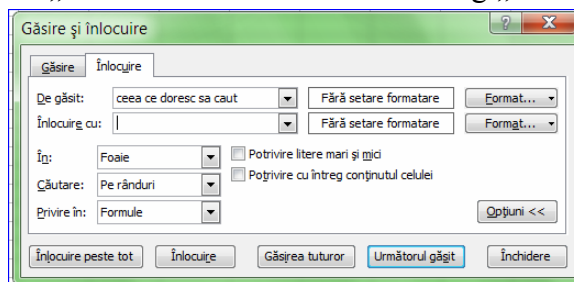 Găsire şi înlocuire
Găsire Înlocuire
De găsit: ceea ce doresc sa caut Fără setare formatare Format...
Înlocuire cu: Fără setare formatare Format...
În: Foaie Potrivire litere mari şi mici
Căutare: Pe rânduri Potrivire cu întreg conţinutul celulei
Privire în: Formule Opţiuni <<
Înlocuire peste tot Înlocuire Găsirea tuturor Următorul găsit Închidere